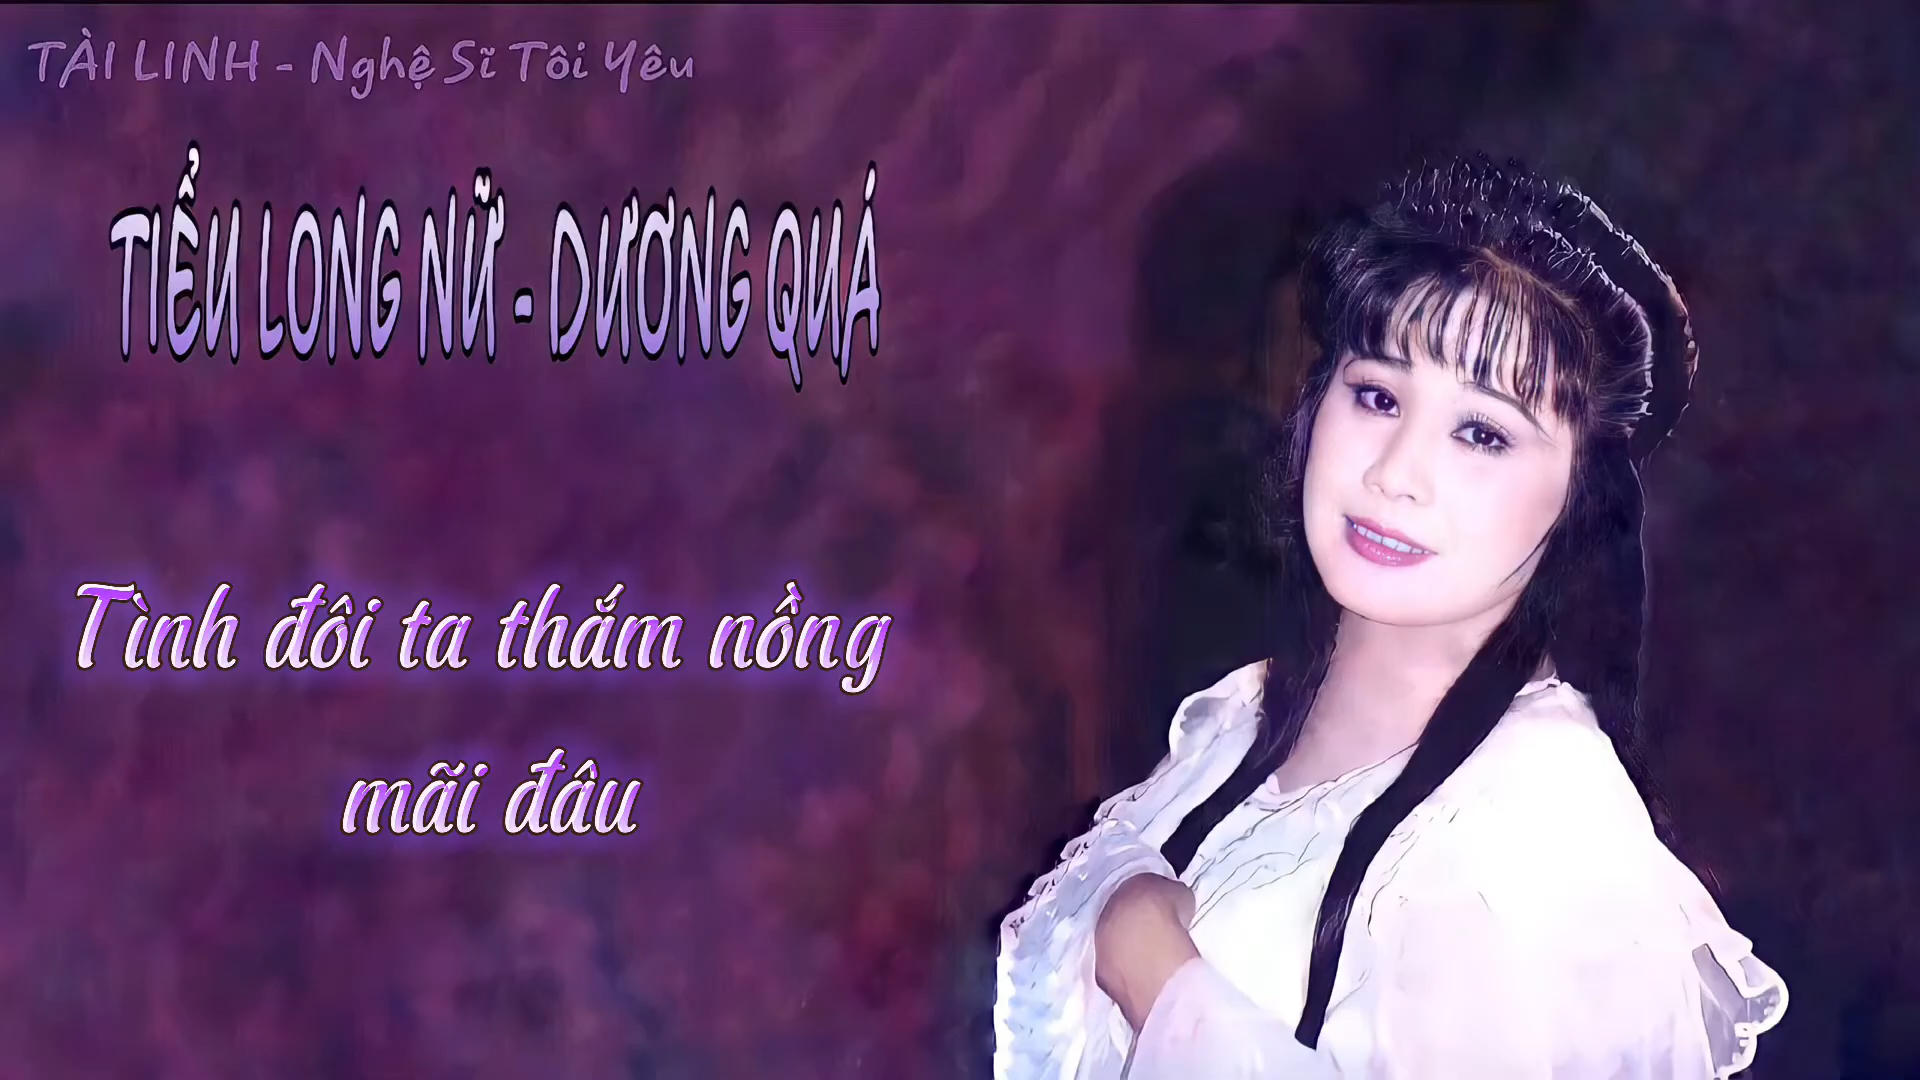 TÀI LINH - Nghệ Sĩ Tôi Yêu
TIỂU LONG NỮ - DƯƠNG QUÁ
Tình đôi ta thắm nồng
mãi đâu